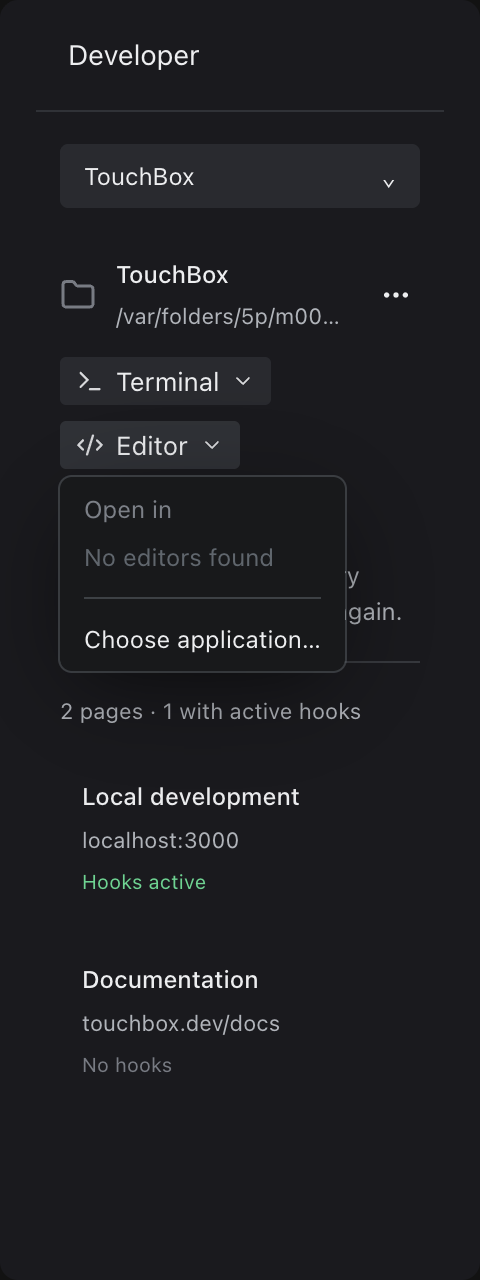 Developer
TouchBox
TouchBox
/var/folders/5p/m00...
Terminal
Editor
Open in
No editors found
Choose application...
2 pages · 1 with active hooks
Local development
localhost:3000
Hooks active
Documentation
touchbox.dev/docs
No hooks